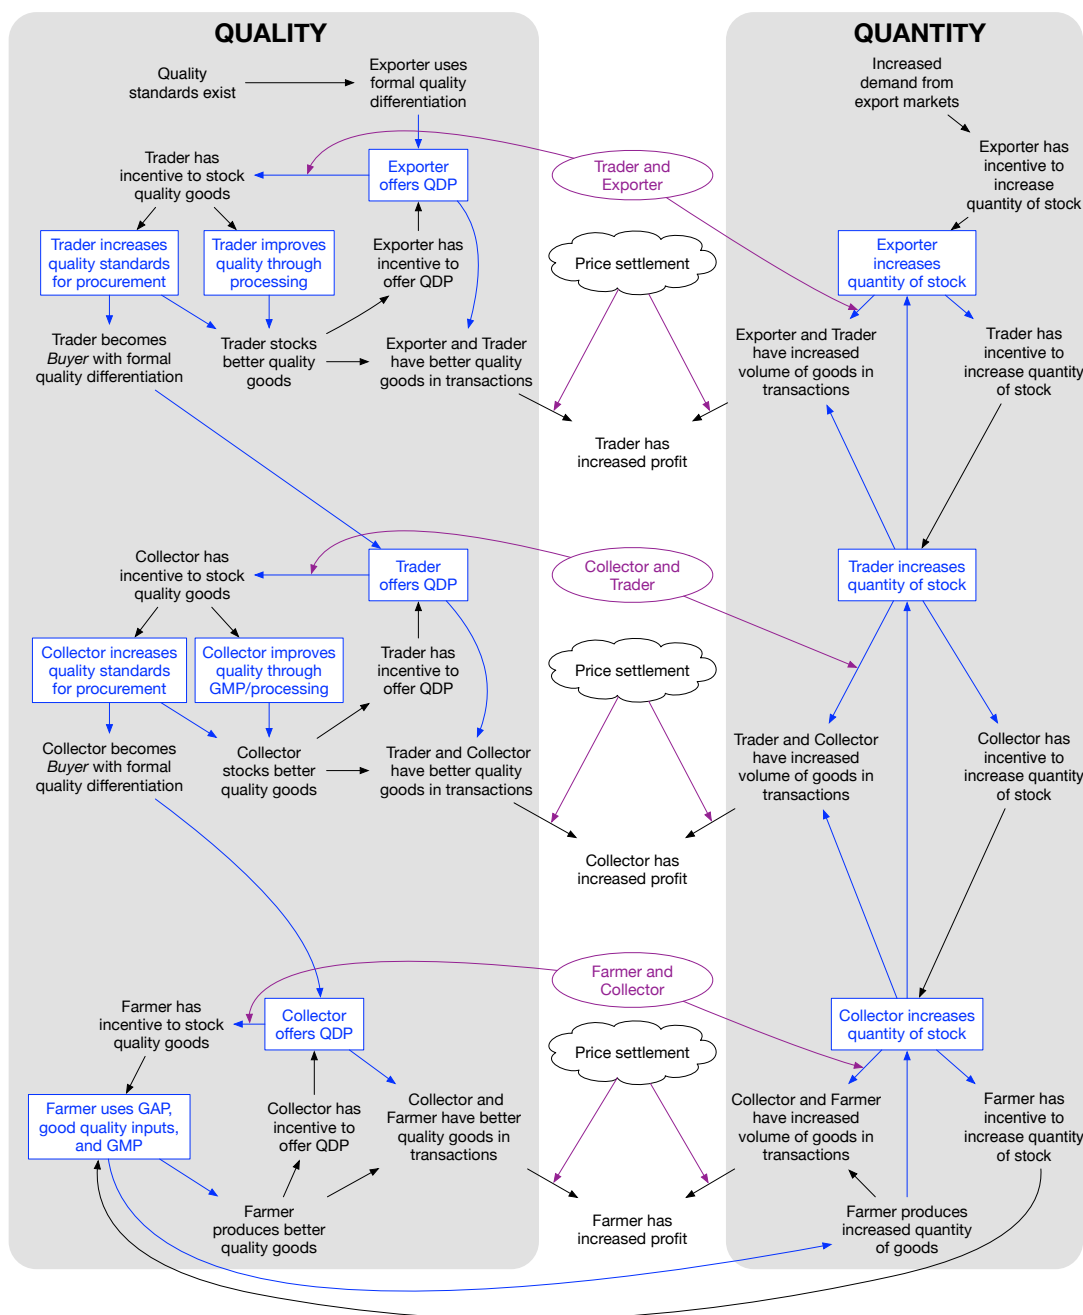 QUALITY
QUANTITY
Quality
standards exist
Exporter uses
formal quality
differentiation
Increased
demand from
export markets
Exporter has
incentive to
increase
quantity of stock
Trader has
incentive to stock
quality goods
Exporter
offers QDP
Trader and
Exporter
Trader increases
quality standards
for procurement
Trader improves
quality through
processing
Exporter has
incentive to
offer QDP
Price settlement
Exporter
increases
quantity of stock
Trader becomes
Buyer with formal
quality differentiation
Trader stocks
better quality
goods
Exporter and Trader
have better quality
goods in transactions
Exporter and Trader
have increased
volume of goods in
transactions
Trader has
incentive to
increase quantity
of stock
Trader has
increased profit
Collector has
incentive to stock
quality goods
Trader
offers QDP
Collector and
Trader
Trader increases
quantity of stock
Collector increases
quality standards
for procurement
Collector improves
quality through
GMP/processing
Trader has
incentive to
offer QDP
Price settlement
Collector becomes
Buyer with formal
quality differentiation
Collector
stocks better
quality goods
Trader and Collector
have better quality
goods in transactions
Trader and Collector
have increased
volume of goods in
transactions
Collector has
incentive to
increase quantity
of stock
Collector has
increased profit
Farmer has
incentive to stock
quality goods
Collector
offers QDP
Farmer and
Collector
Collector increases
quantity of stock
Price settlement
Farmer uses GAP,
good quality inputs,
and GMP
Collector has
incentive to
offer QDP
Collector and
Farmer have better
quality goods in
transactions
Collector and Farmer
have increased
volume of goods in
transactions
Farmer has
incentive to
increase quantity
of stock
Farmer
produces better
quality goods
Farmer has
increased profit
Farmer produces
increased quantity
of goods